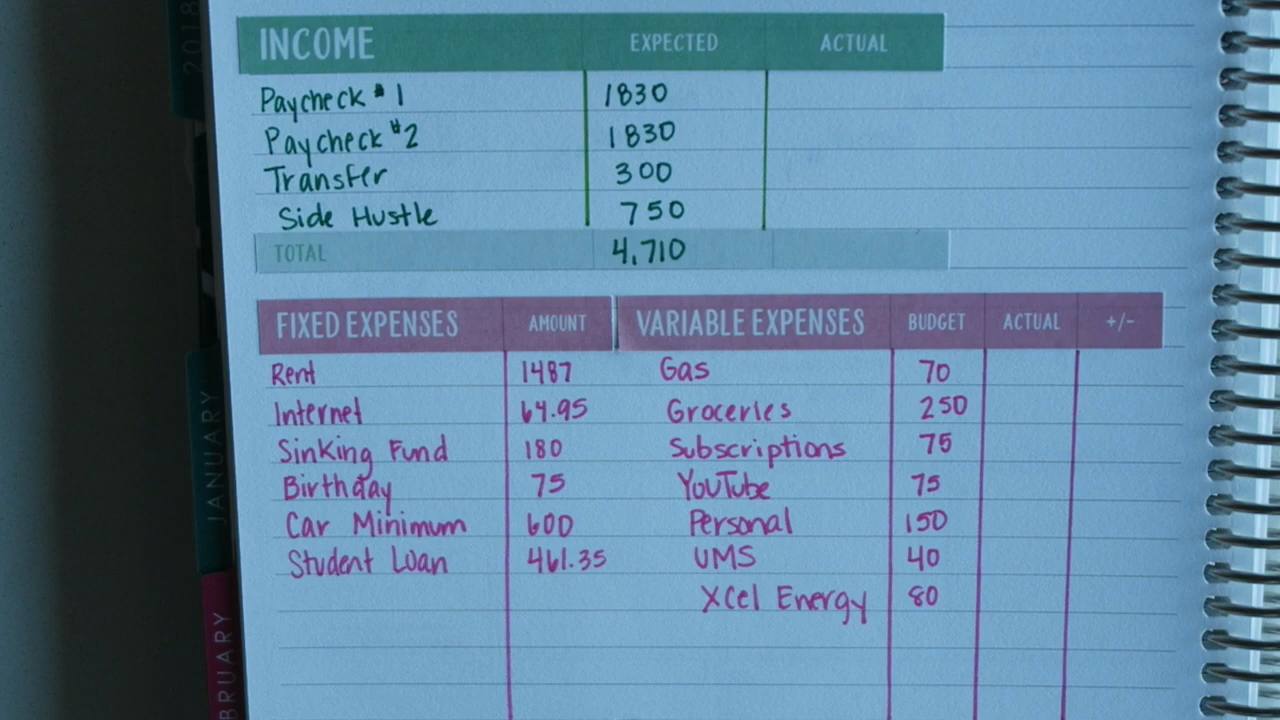 2018
INCOME EXPECTED ACTUAL
Paycheck #1 1830
Paycheck #2 1830
Transfer 300
Side Hustle 750
TOTAL 4,710
FIXED EXPENSES AMOUNT VARIABLE EXPENSES BUDGET ACTUAL +/-
Rent 1487 Gas 70
Internet 64.95 Groceries 250
Sinking Fund 180 Subscriptions 75
Birthday 75 YouTube 75
Car Minimum 600 Personal 150
Student Loan 461.35 UMS 40
Xcel Energy 80
JANUARY
BRUARY